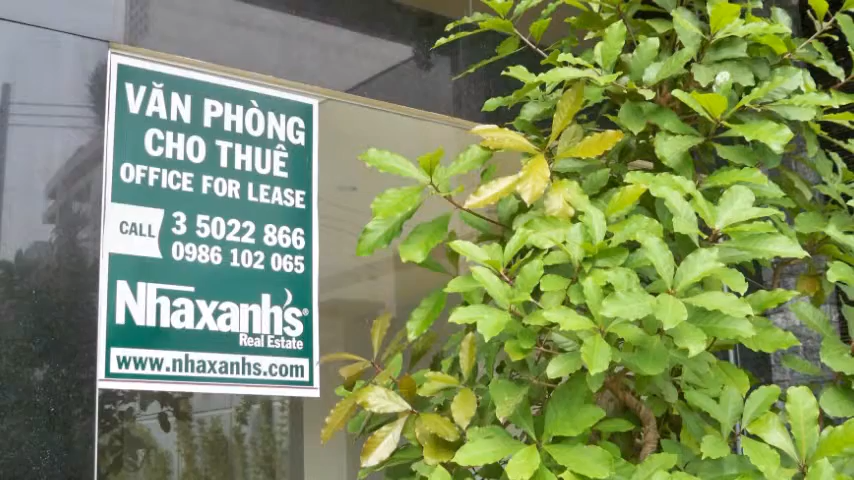 VĂN PHÒNG
CHO THUÊ
OFFICE FOR LEASE
CALL 3 5022 866
0986 102 065
Nhaxanh's®
Real Estate
www.nhaxanhs.com